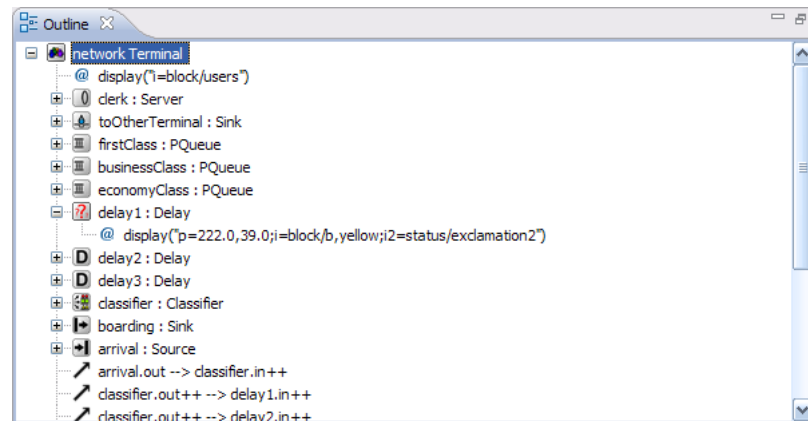 Outline
network Terminal
@ display("i=block/users")
clerk : Server
toOtherTerminal : Sink
firstClass : PQueue
businessClass : PQueue
economyClass : PQueue
delay1 : Delay
@ display("p=222.0,39.0;i=block/b,yellow;i2=status/exclamation2")
D delay2 : Delay
D delay3 : Delay
classifier : Classifier
boarding : Sink
arrival : Source
arrival.out --> classifier.in++
classifier.out++ --> delay1.in++
classifier.out++ --> delay2.in++